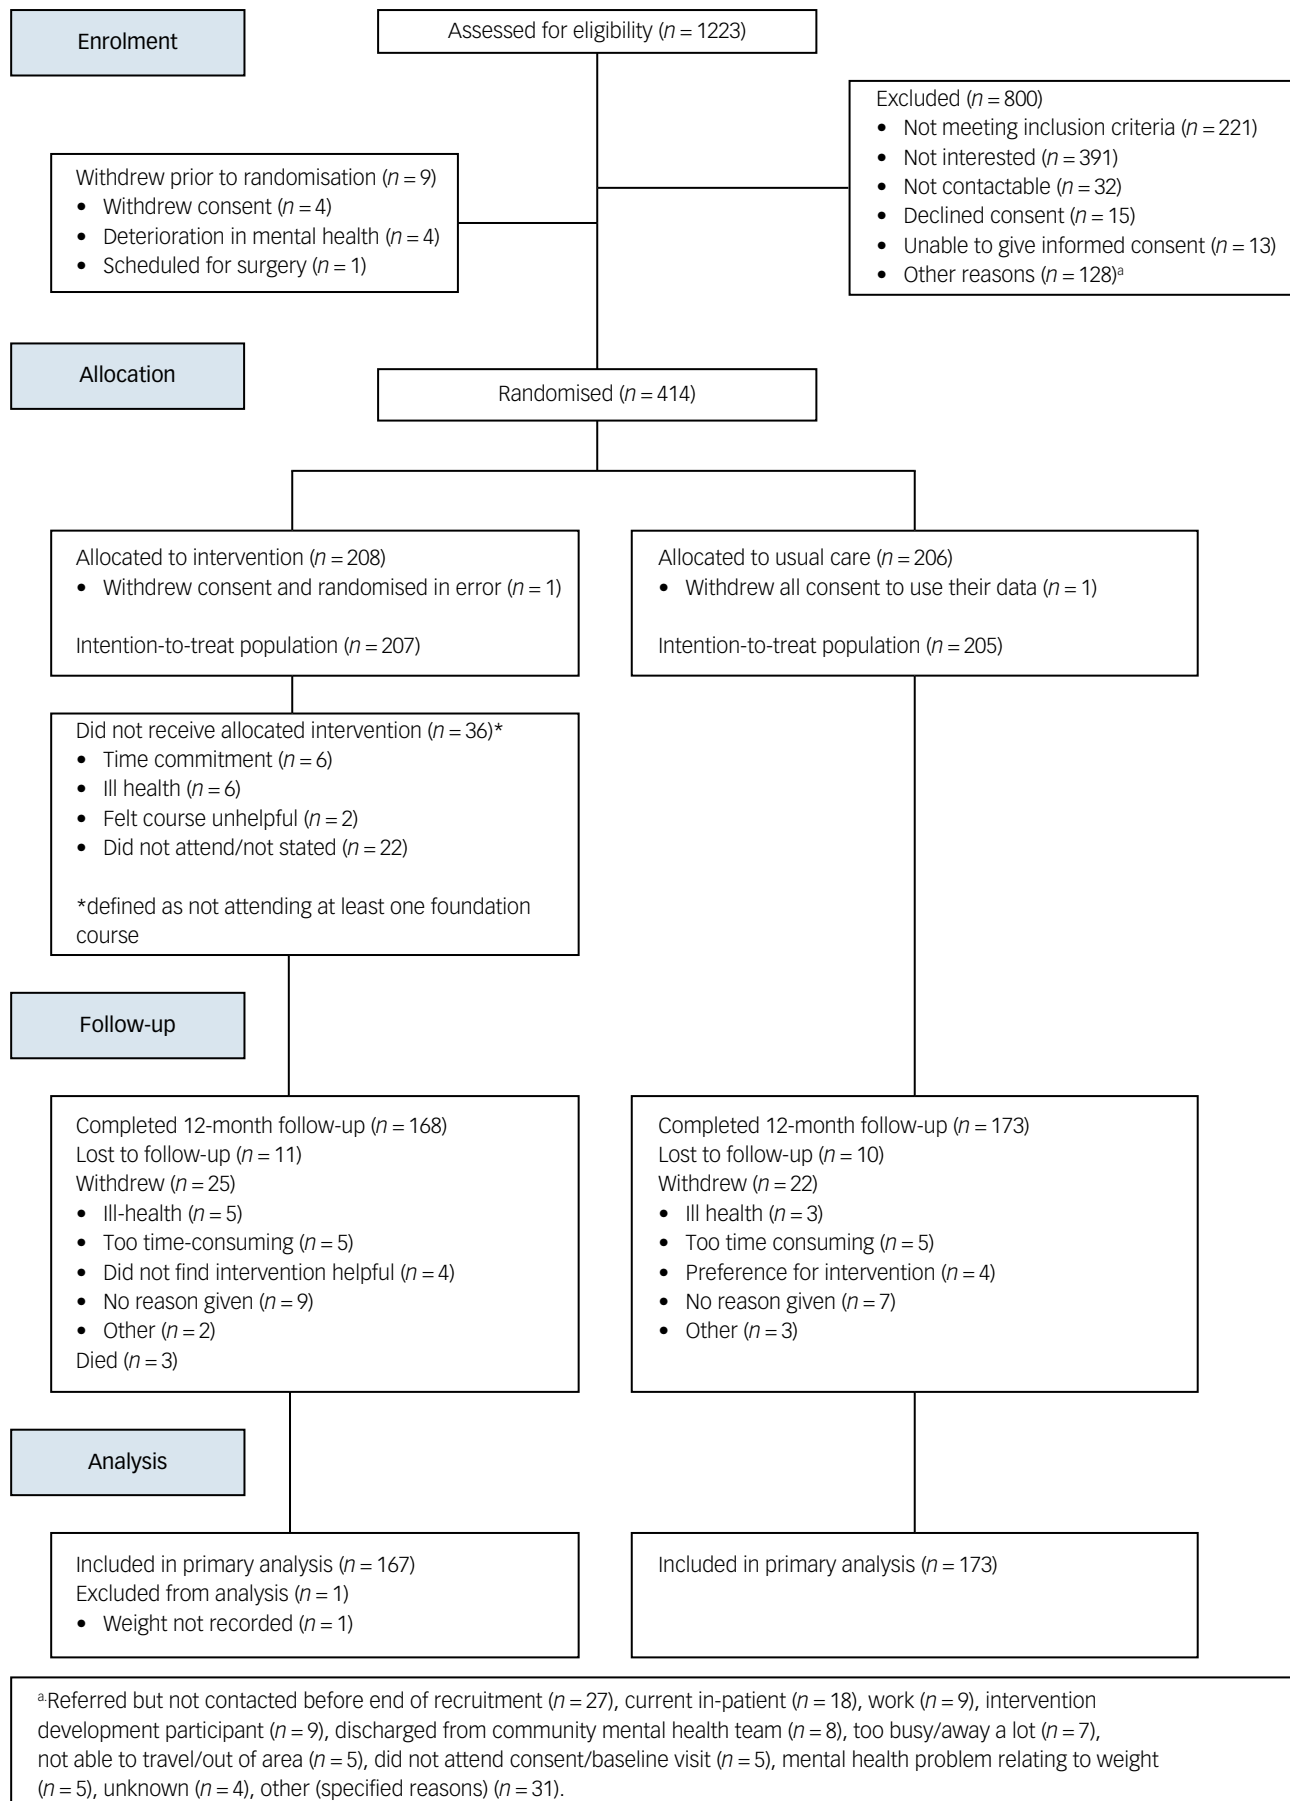 Enrolment
Assessed for eligibility (n = 1223)
Excluded (n = 800)
• Not meeting inclusion criteria (n = 221)
• Not interested (n = 391)
• Not contactable (n = 32)
• Declined consent (n = 15)
• Unable to give informed consent (n = 13)
• Other reasons (n = 128)a
Withdrew prior to randomisation (n = 9)
• Withdrew consent (n = 4)
• Deterioration in mental health (n = 4)
• Scheduled for surgery (n = 1)
Allocation
Randomised (n = 414)
Allocated to intervention (n = 208)
• Withdrew consent and randomised in error (n = 1)
Intention-to-treat population (n = 207)
Allocated to usual care (n = 206)
• Withdrew all consent to use their data (n = 1)
Intention-to-treat population (n = 205)
Did not receive allocated intervention (n = 36)*
• Time commitment (n = 6)
• Ill health (n = 6)
• Felt course unhelpful (n = 2)
• Did not attend/not stated (n = 22)
*defined as not attending at least one foundation
course
Follow-up
Completed 12-month follow-up (n = 168)
Lost to follow-up (n = 11)
Withdrew (n = 25)
• Ill-health (n = 5)
• Too time-consuming (n = 5)
• Did not find intervention helpful (n = 4)
• No reason given (n = 9)
• Other (n = 2)
Died (n = 3)
Completed 12-month follow-up (n = 173)
Lost to follow-up (n = 10)
Withdrew (n = 22)
• Ill health (n = 3)
• Too time consuming (n = 5)
• Preference for intervention (n = 4)
• No reason given (n = 7)
• Other (n = 3)
Analysis
Included in primary analysis (n = 167)
Excluded from analysis (n = 1)
• Weight not recorded (n = 1)
Included in primary analysis (n = 173)
a.Referred but not contacted before end of recruitment (n = 27), current in-patient (n = 18), work (n = 9), intervention
development participant (n = 9), discharged from community mental health team (n = 8), too busy/away a lot (n = 7),
not able to travel/out of area (n = 5), did not attend consent/baseline visit (n = 5), mental health problem relating to weight
(n = 5), unknown (n = 4), other (specified reasons) (n = 31).